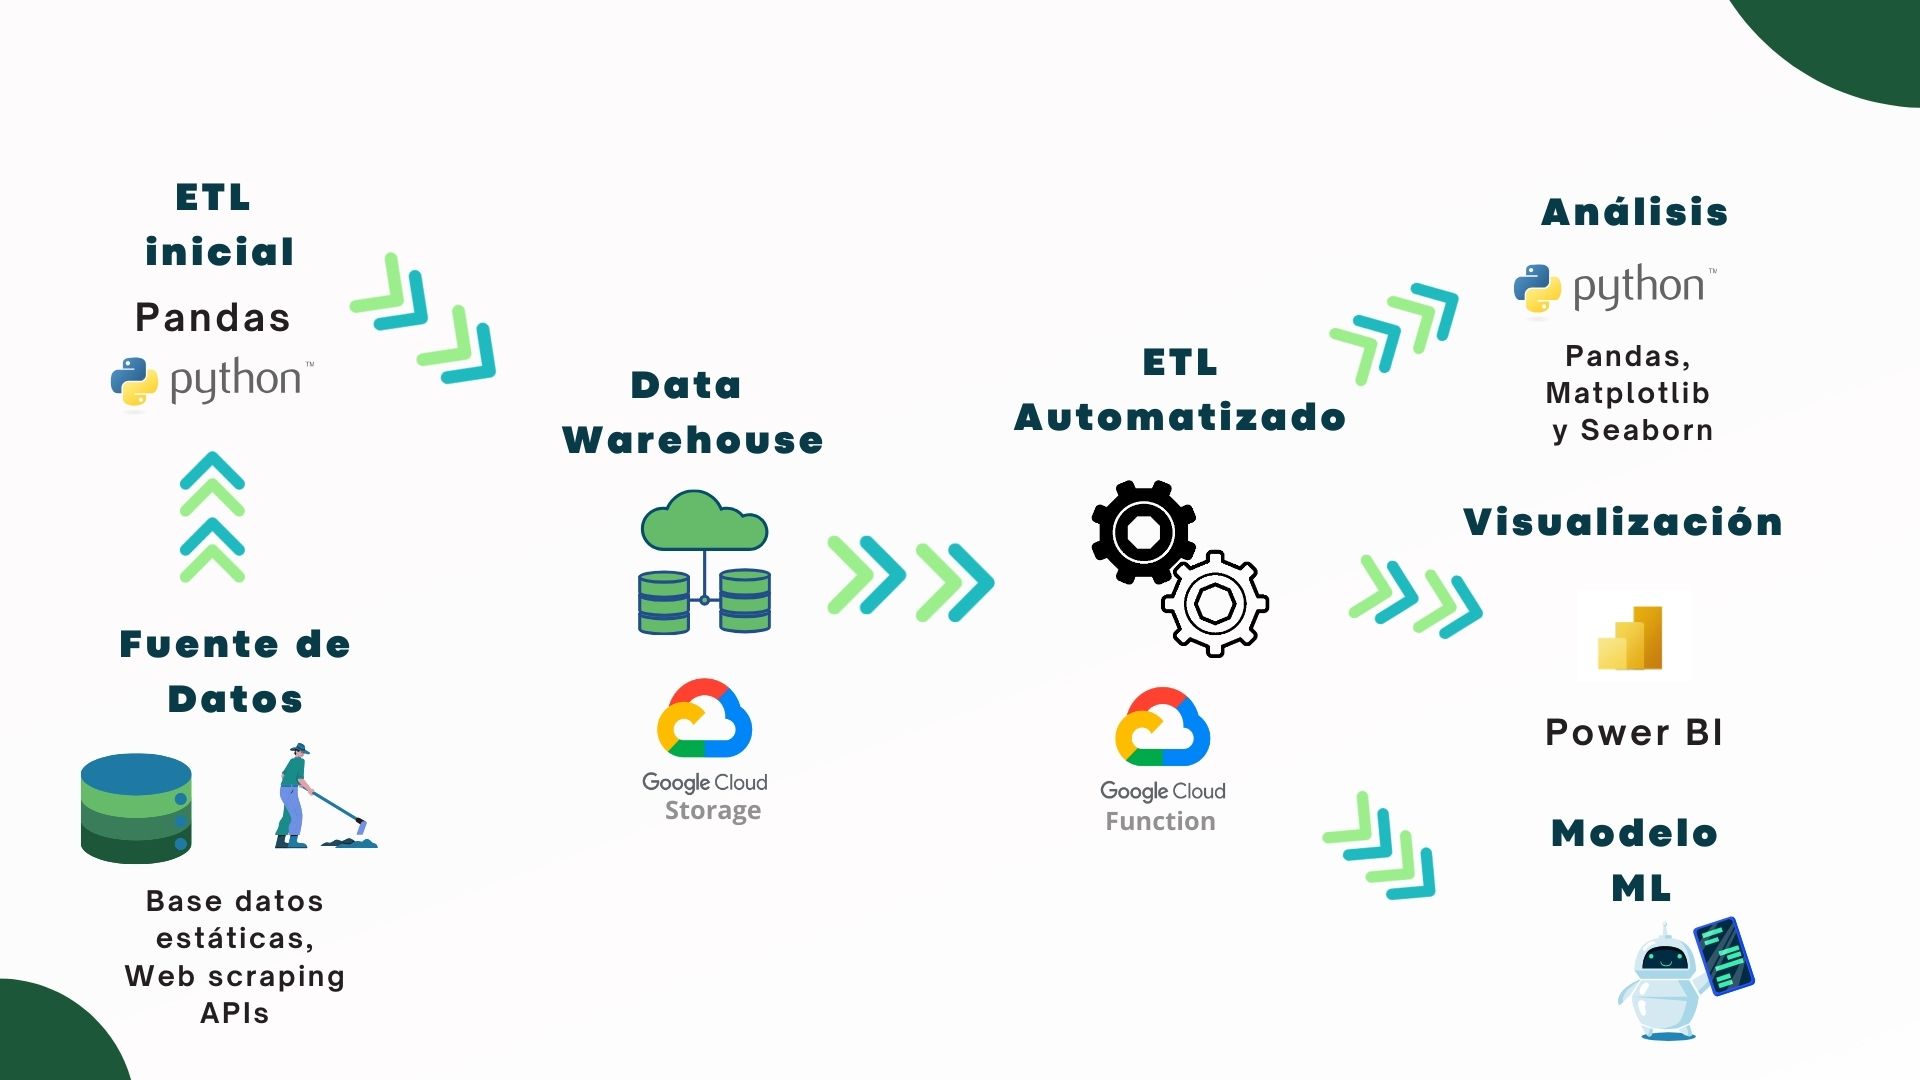 ETL
inicial
Pandas
python™
Fuente de
Datos
Base datos
estáticas,
Web scraping
APIs
Data
Warehouse
Google Cloud
Storage
ETL
Automatizado
Google Cloud
Function
Análisis
python™
Pandas,
Matplotlib
y Seaborn
Visualización
Power BI
Modelo
ML